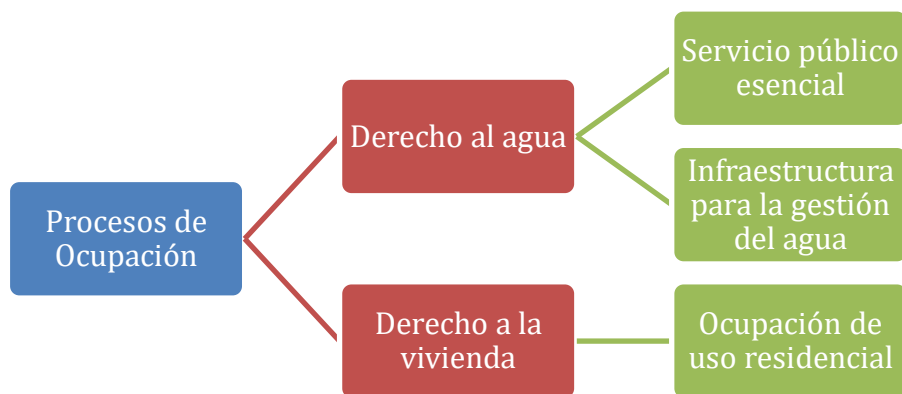 Procesos de
Ocupación
Derecho al agua
Servicio público
esencial
Infraestructura
para la gestión
del agua
Derecho a la
vivienda
Ocupación de
uso residencial